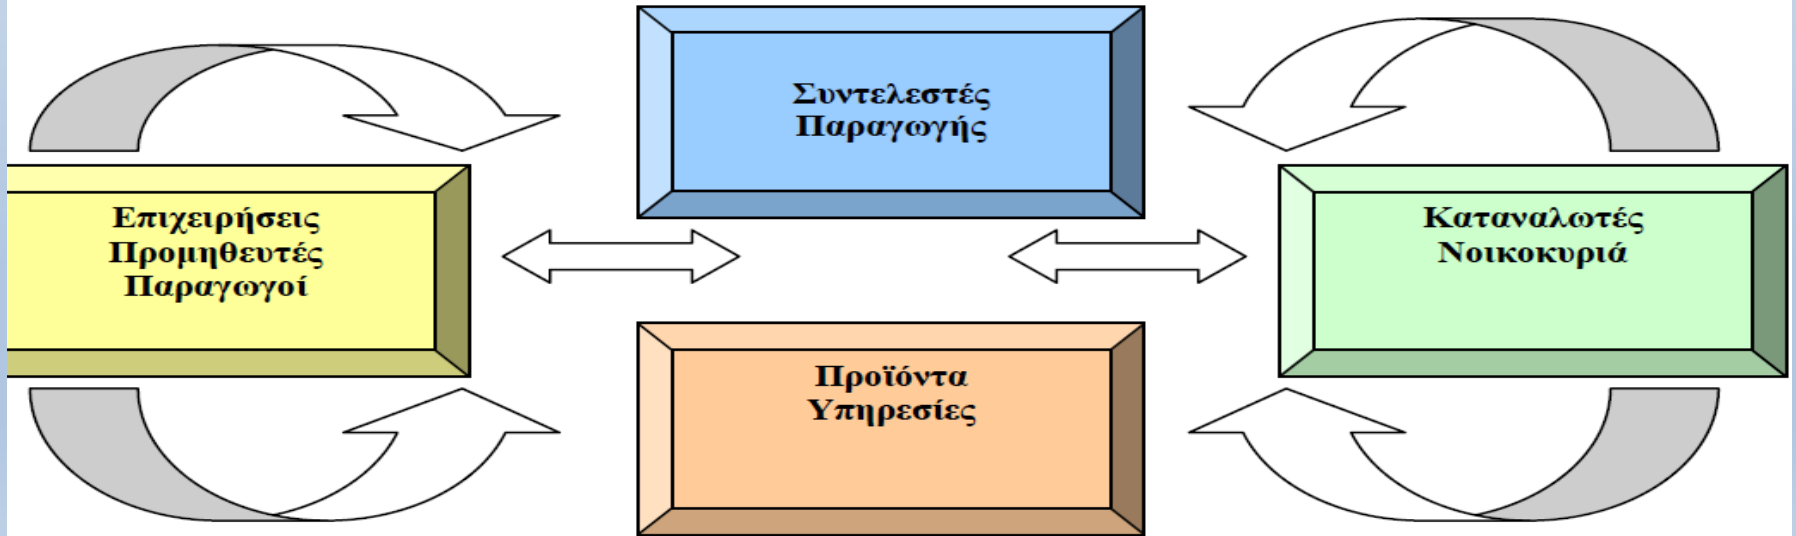 Συντελεστές
Παραγωγής
Επιχειρήσεις
Προμηθευτές
Παραγωγοί
Καταναλωτές
Νοικοκυριά
Προϊόντα
Υπηρεσίες